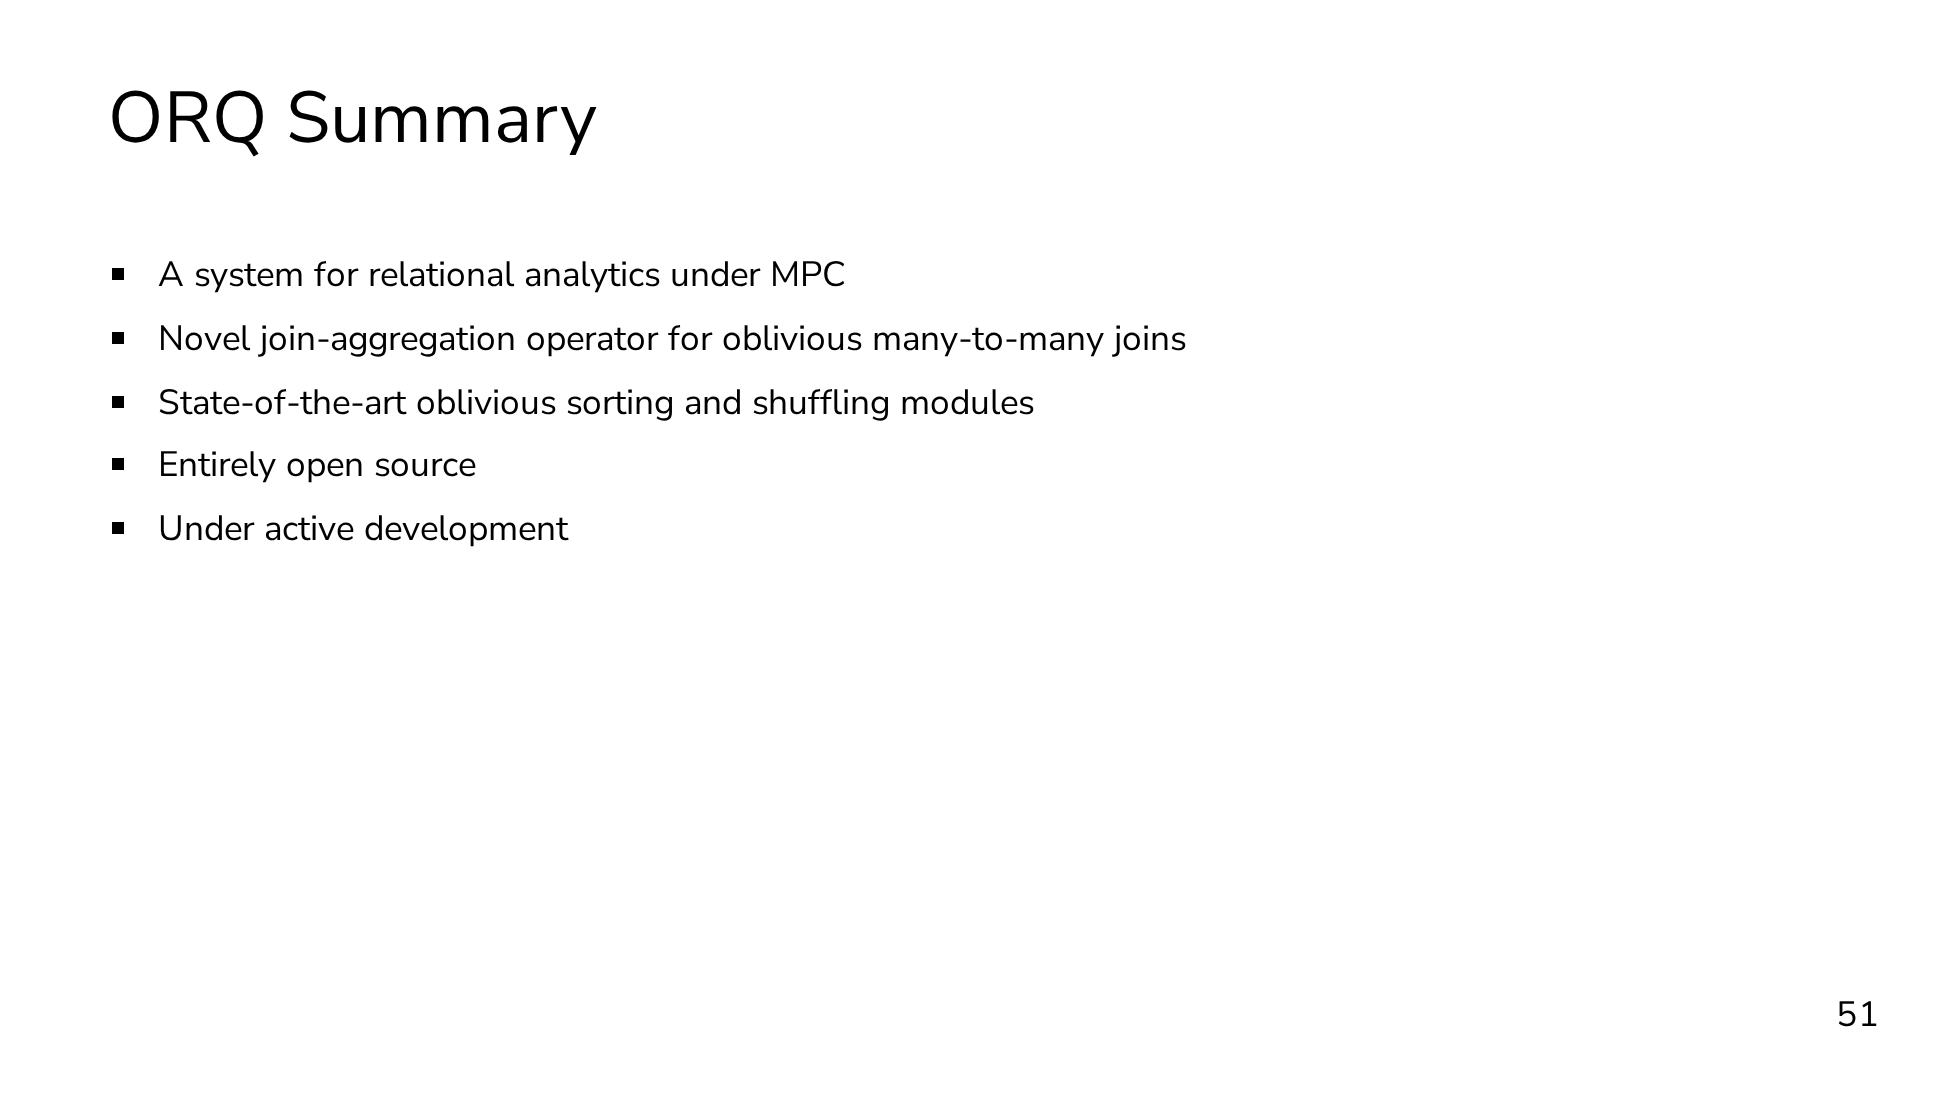 ORQ Summary
▪ A system for relational analytics under MPC
▪ Novel join-aggregation operator for oblivious many-to-many joins
▪ State-of-the-art oblivious sorting and shuffling modules
▪ Entirely open source
▪ Under active development
51